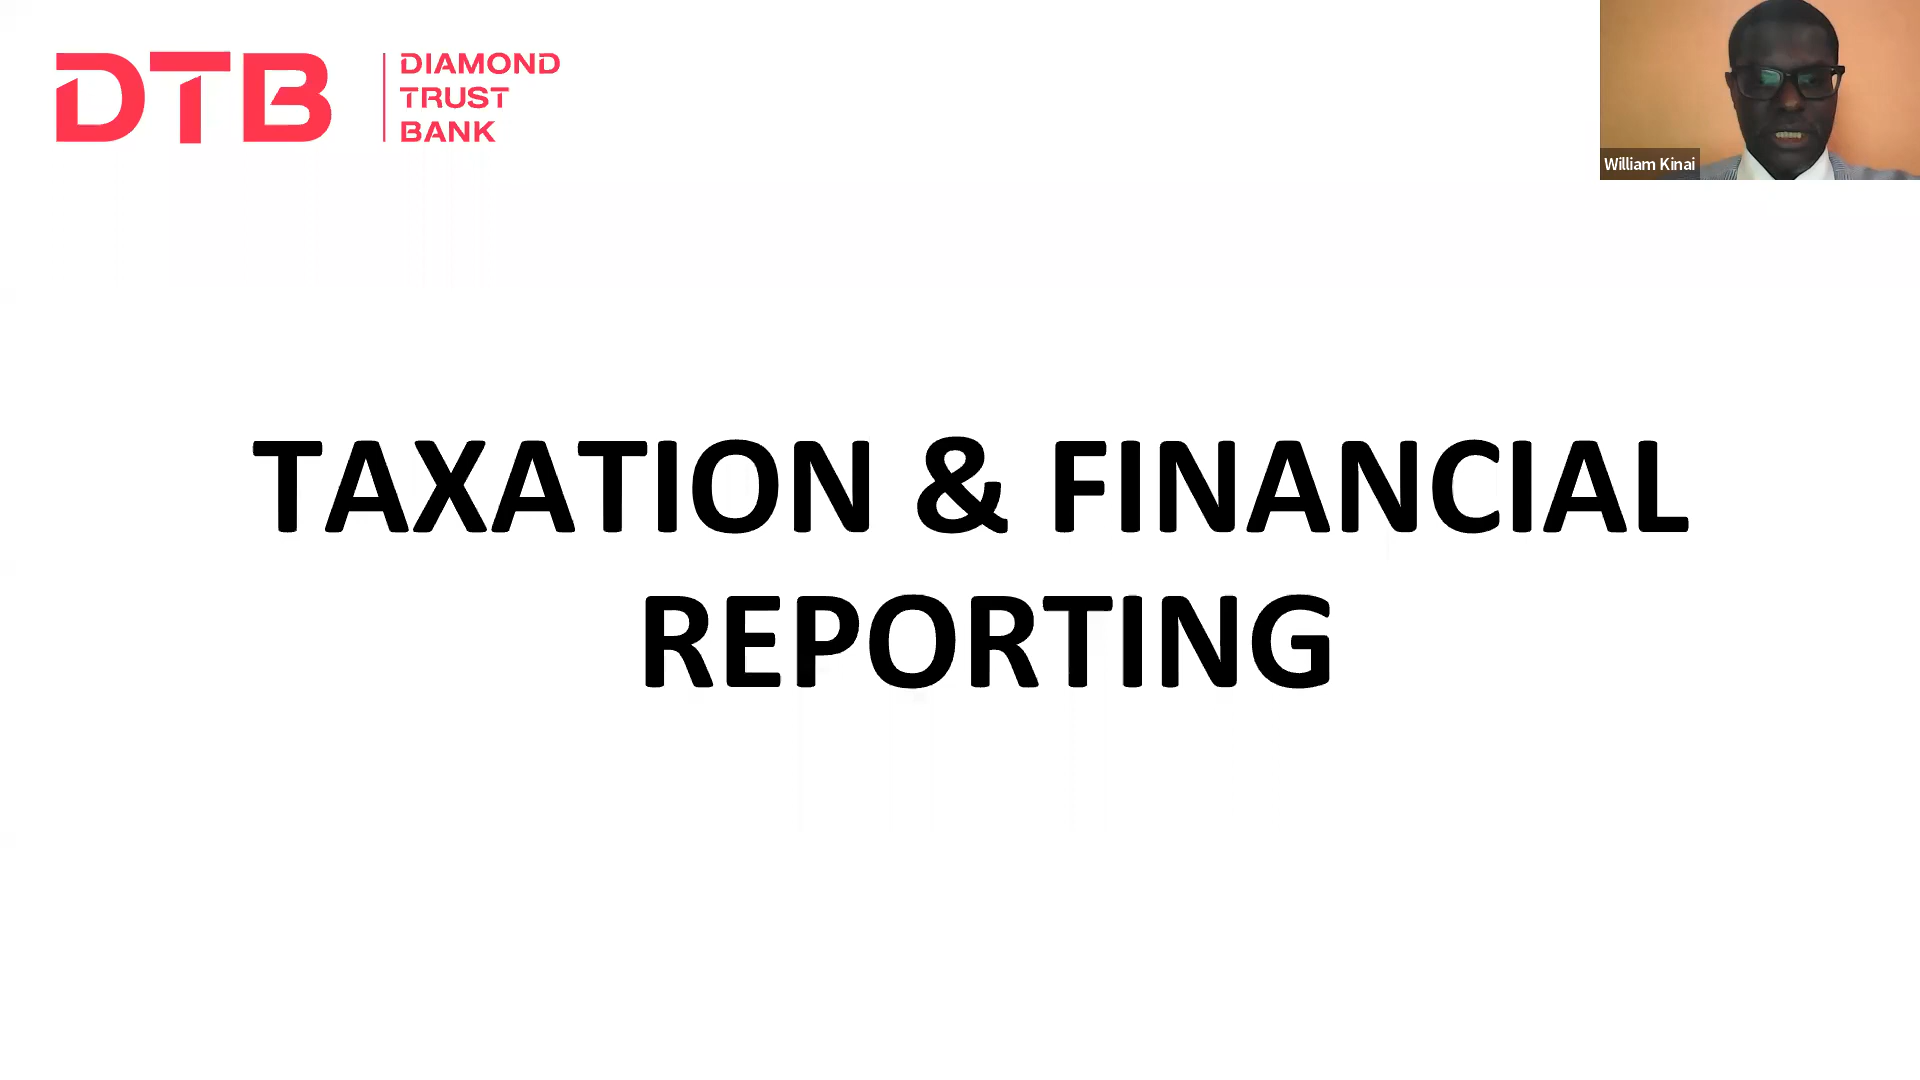 DTB
DIAMOND
TRUST
BANK
William Kinai
TAXATION & FINANCIAL
REPORTING